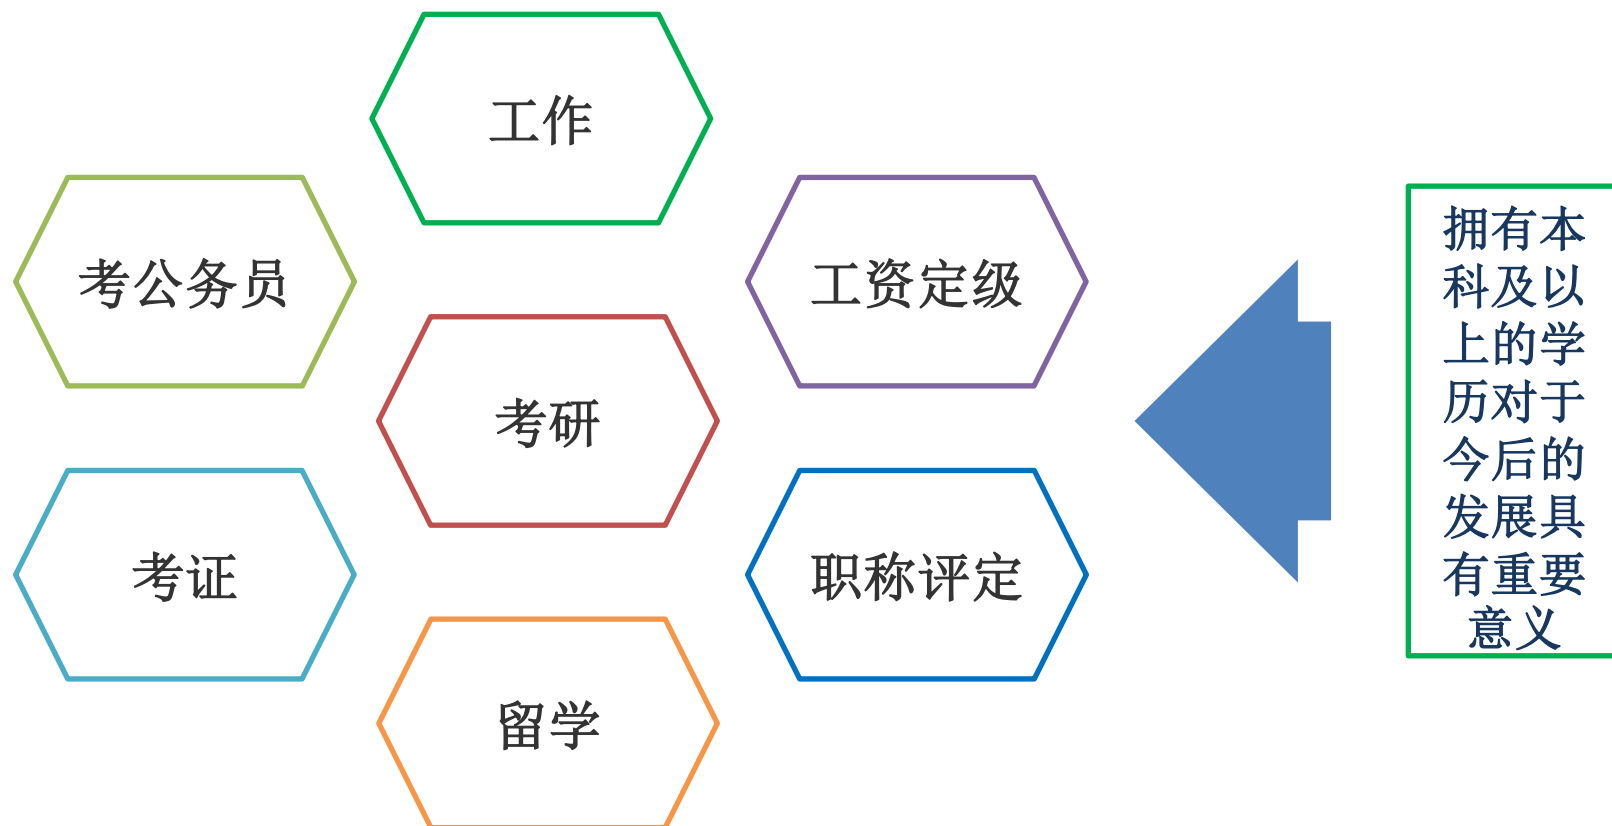 工作
考公务员
工资定级
考研
考证
职称评定
留学
拥有本
科及以
上的学
历对于
今后的
发展具
有重要
意义